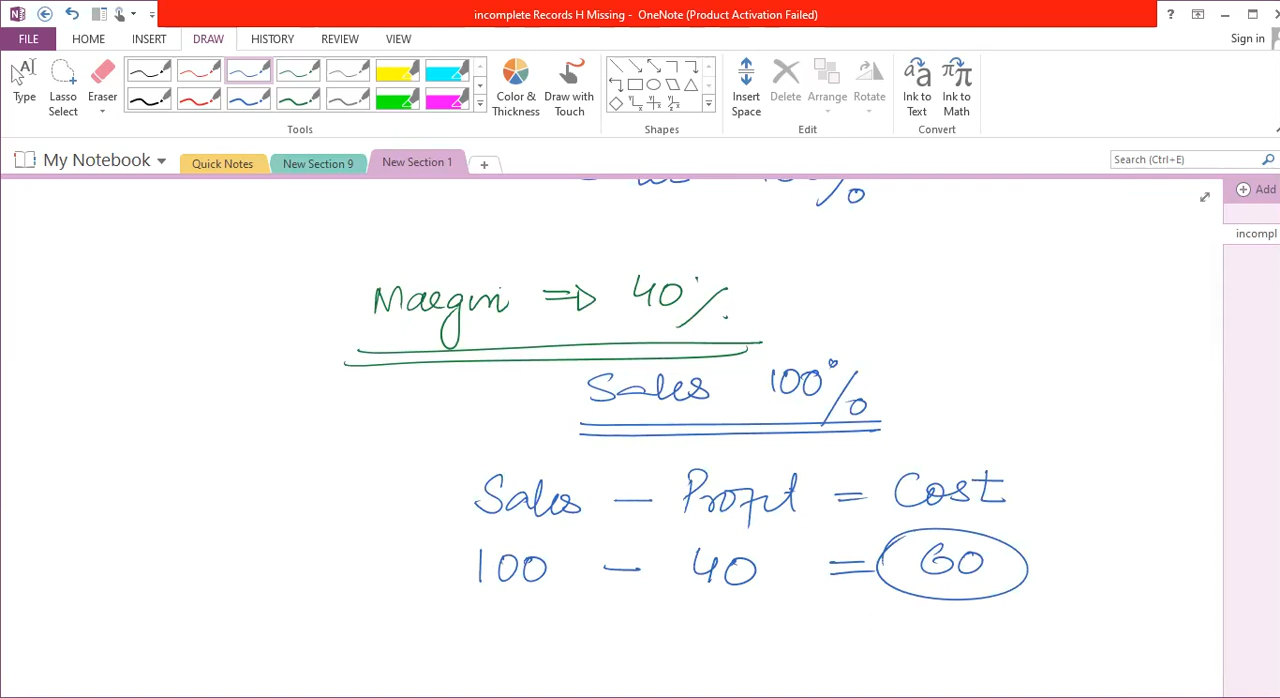 incomplete Records H Missing - OneNote (Product Activation Failed)
?
FILE HOME INSERT DRAW HISTORY REVIEW VIEW
Sign in
Type
Lasso Select
Eraser
Color & Thickness
Draw with Touch
Insert Space
Delete
Arrange
Rotate
Ink to Text
Ink to Math
Tools
Shapes
Edit
Convert
My Notebook
Quick Notes
New Section 9
New Section 1
Search (Ctrl+E)
Add
incompl
Margin => 40%
Sales 100%
Sales - Profit = Cost
100 - 40 = 60